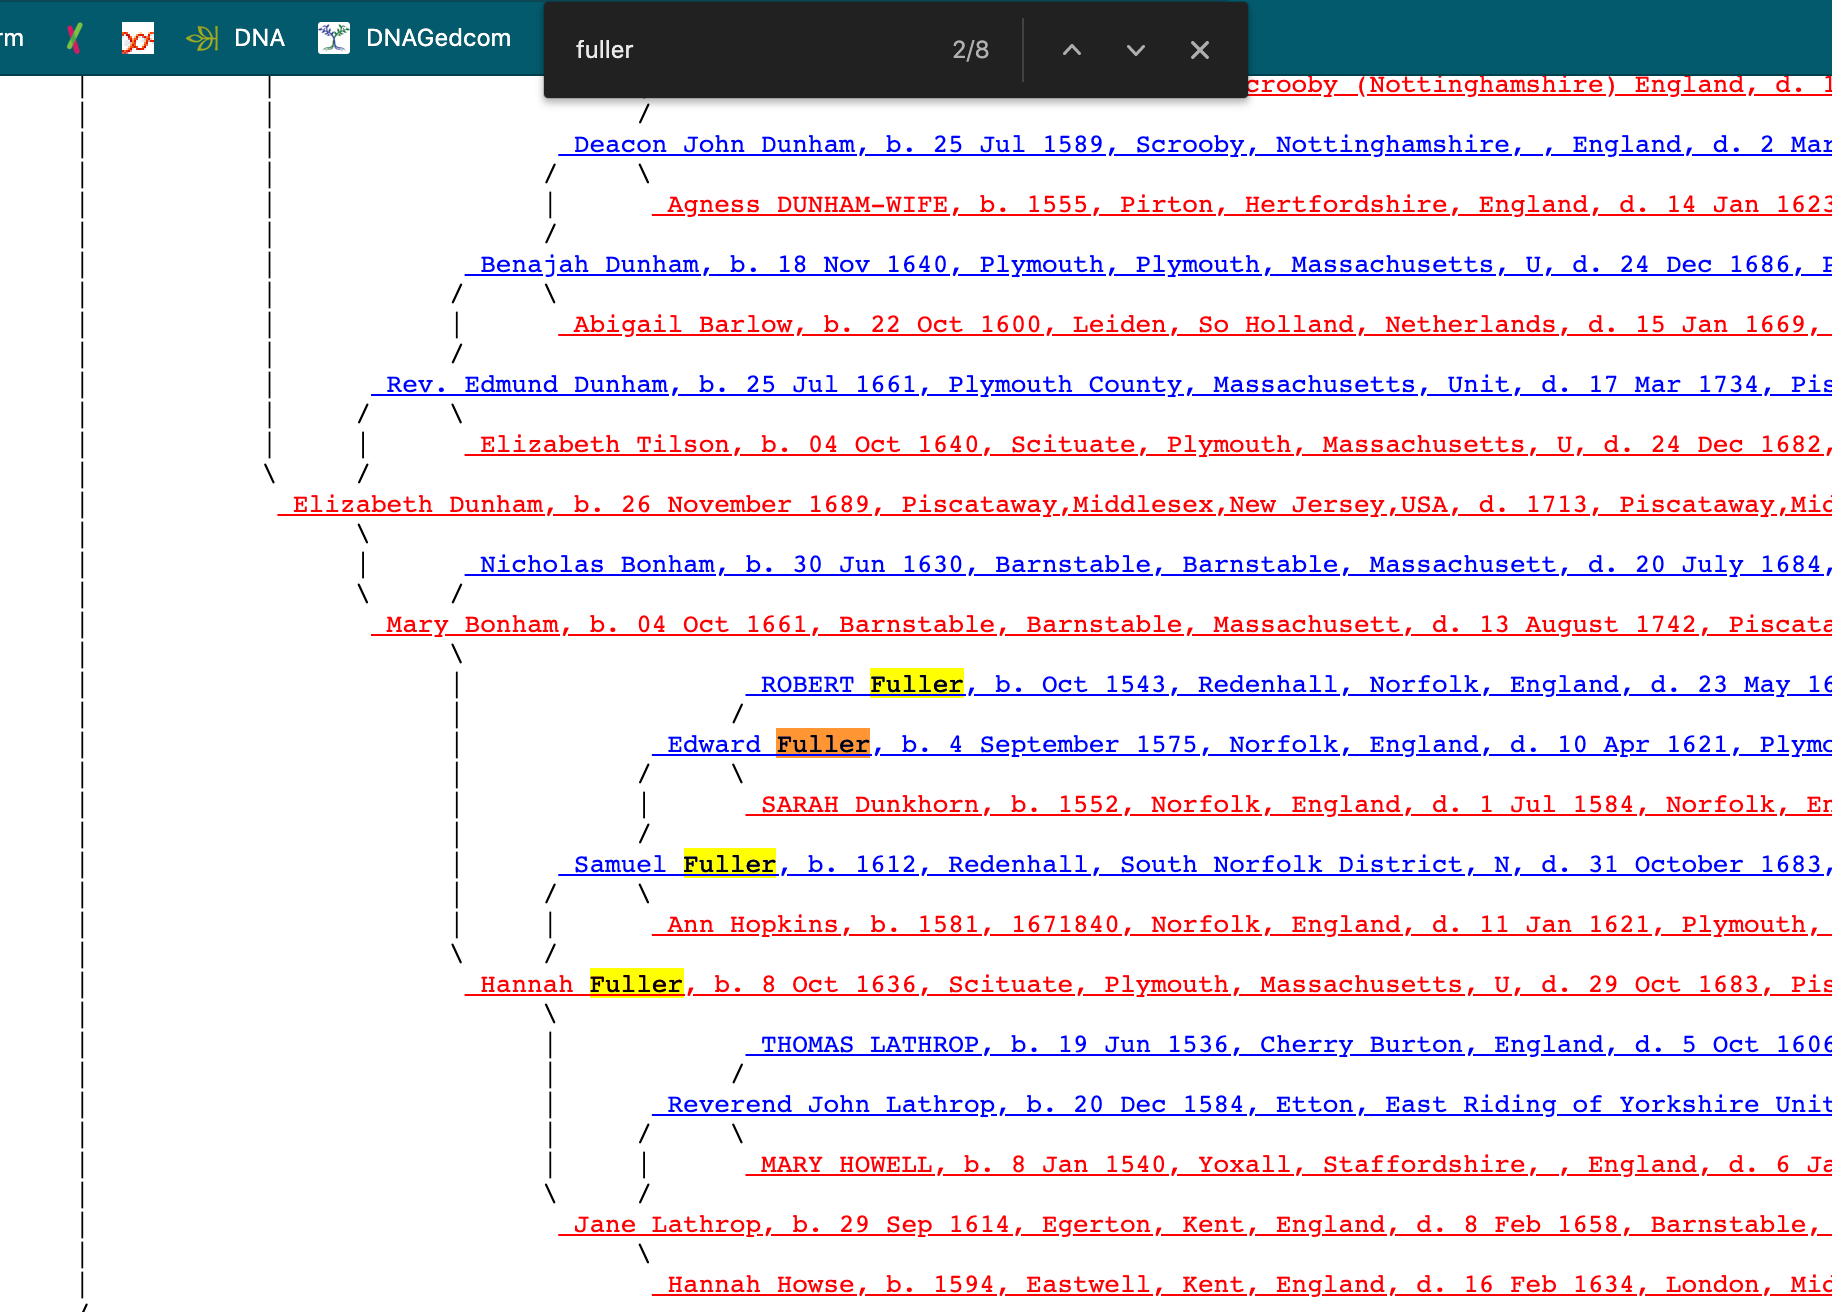 rm DNA DNAGedcom
fuller 2/8
crooby (Nottinghamshire) England, d. 1
Deacon John Dunham, b. 25 Jul 1589, Scrooby, Nottinghamshire, , England, d. 2 Mar
Agness DUNHAM-WIFE, b. 1555, Pirton, Hertfordshire, England, d. 14 Jan 1623
Benajah Dunham, b. 18 Nov 1640, Plymouth, Plymouth, Massachusetts, U, d. 24 Dec 1686, P
Abigail Barlow, b. 22 Oct 1600, Leiden, So Holland, Netherlands, d. 15 Jan 1669,
Rev. Edmund Dunham, b. 25 Jul 1661, Plymouth County, Massachusetts, Unit, d. 17 Mar 1734, Pis
Elizabeth Tilson, b. 04 Oct 1640, Scituate, Plymouth, Massachusetts, U, d. 24 Dec 1682,
Elizabeth Dunham, b. 26 November 1689, Piscataway,Middlesex,New Jersey,USA, d. 1713, Piscataway,Mid
Nicholas Bonham, b. 30 Jun 1630, Barnstable, Barnstable, Massachusett, d. 20 July 1684,
Mary Bonham, b. 04 Oct 1661, Barnstable, Barnstable, Massachusett, d. 13 August 1742, Piscata
ROBERT Fuller, b. Oct 1543, Redenhall, Norfolk, England, d. 23 May 16
Edward Fuller, b. 4 September 1575, Norfolk, England, d. 10 Apr 1621, Plymo
SARAH Dunkhorn, b. 1552, Norfolk, England, d. 1 Jul 1584, Norfolk, En
Samuel Fuller, b. 1612, Redenhall, South Norfolk District, N, d. 31 October 1683,
Ann Hopkins, b. 1581, 1671840, Norfolk, England, d. 11 Jan 1621, Plymouth,
Hannah Fuller, b. 8 Oct 1636, Scituate, Plymouth, Massachusetts, U, d. 29 Oct 1683, Pis
THOMAS LATHROP, b. 19 Jun 1536, Cherry Burton, England, d. 5 Oct 1606
Reverend John Lathrop, b. 20 Dec 1584, Etton, East Riding of Yorkshire Unit
MARY HOWELL, b. 8 Jan 1540, Yoxall, Staffordshire, , England, d. 6 Ja
Jane Lathrop, b. 29 Sep 1614, Egerton, Kent, England, d. 8 Feb 1658, Barnstable,
Hannah Howse, b. 1594, Eastwell, Kent, England, d. 16 Feb 1634, London, Mid